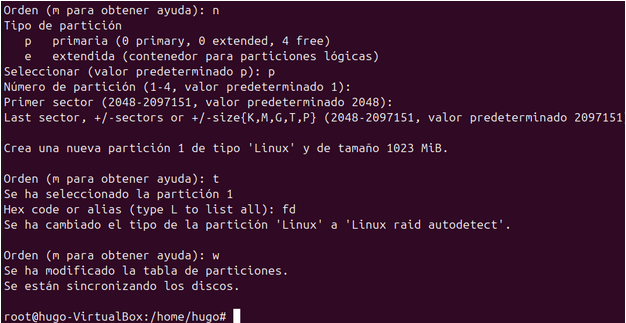 Orden (m para obtener ayuda): n
Tipo de partición
   p   primaria (0 primary, 0 extended, 4 free)
   e   extendida (contenedor para particiones lógicas)
Seleccionar (valor predeterminado p): p
Número de partición (1-4, valor predeterminado 1):
Primer sector (2048-2097151, valor predeterminado 2048):
Last sector, +/-sectors or +/-size{K,M,G,T,P} (2048-2097151, valor predeterminado 2097151

Crea una nueva partición 1 de tipo 'Linux' y de tamaño 1023 MiB.

Orden (m para obtener ayuda): t
Se ha seleccionado la partición 1
Hex code or alias (type L to list all): fd
Se ha cambiado el tipo de la partición 'Linux' a 'Linux raid autodetect'.

Orden (m para obtener ayuda): w
Se ha modificado la tabla de particiones.
Se están sincronizando los discos.

root@hugo-VirtualBox:/home/hugo#